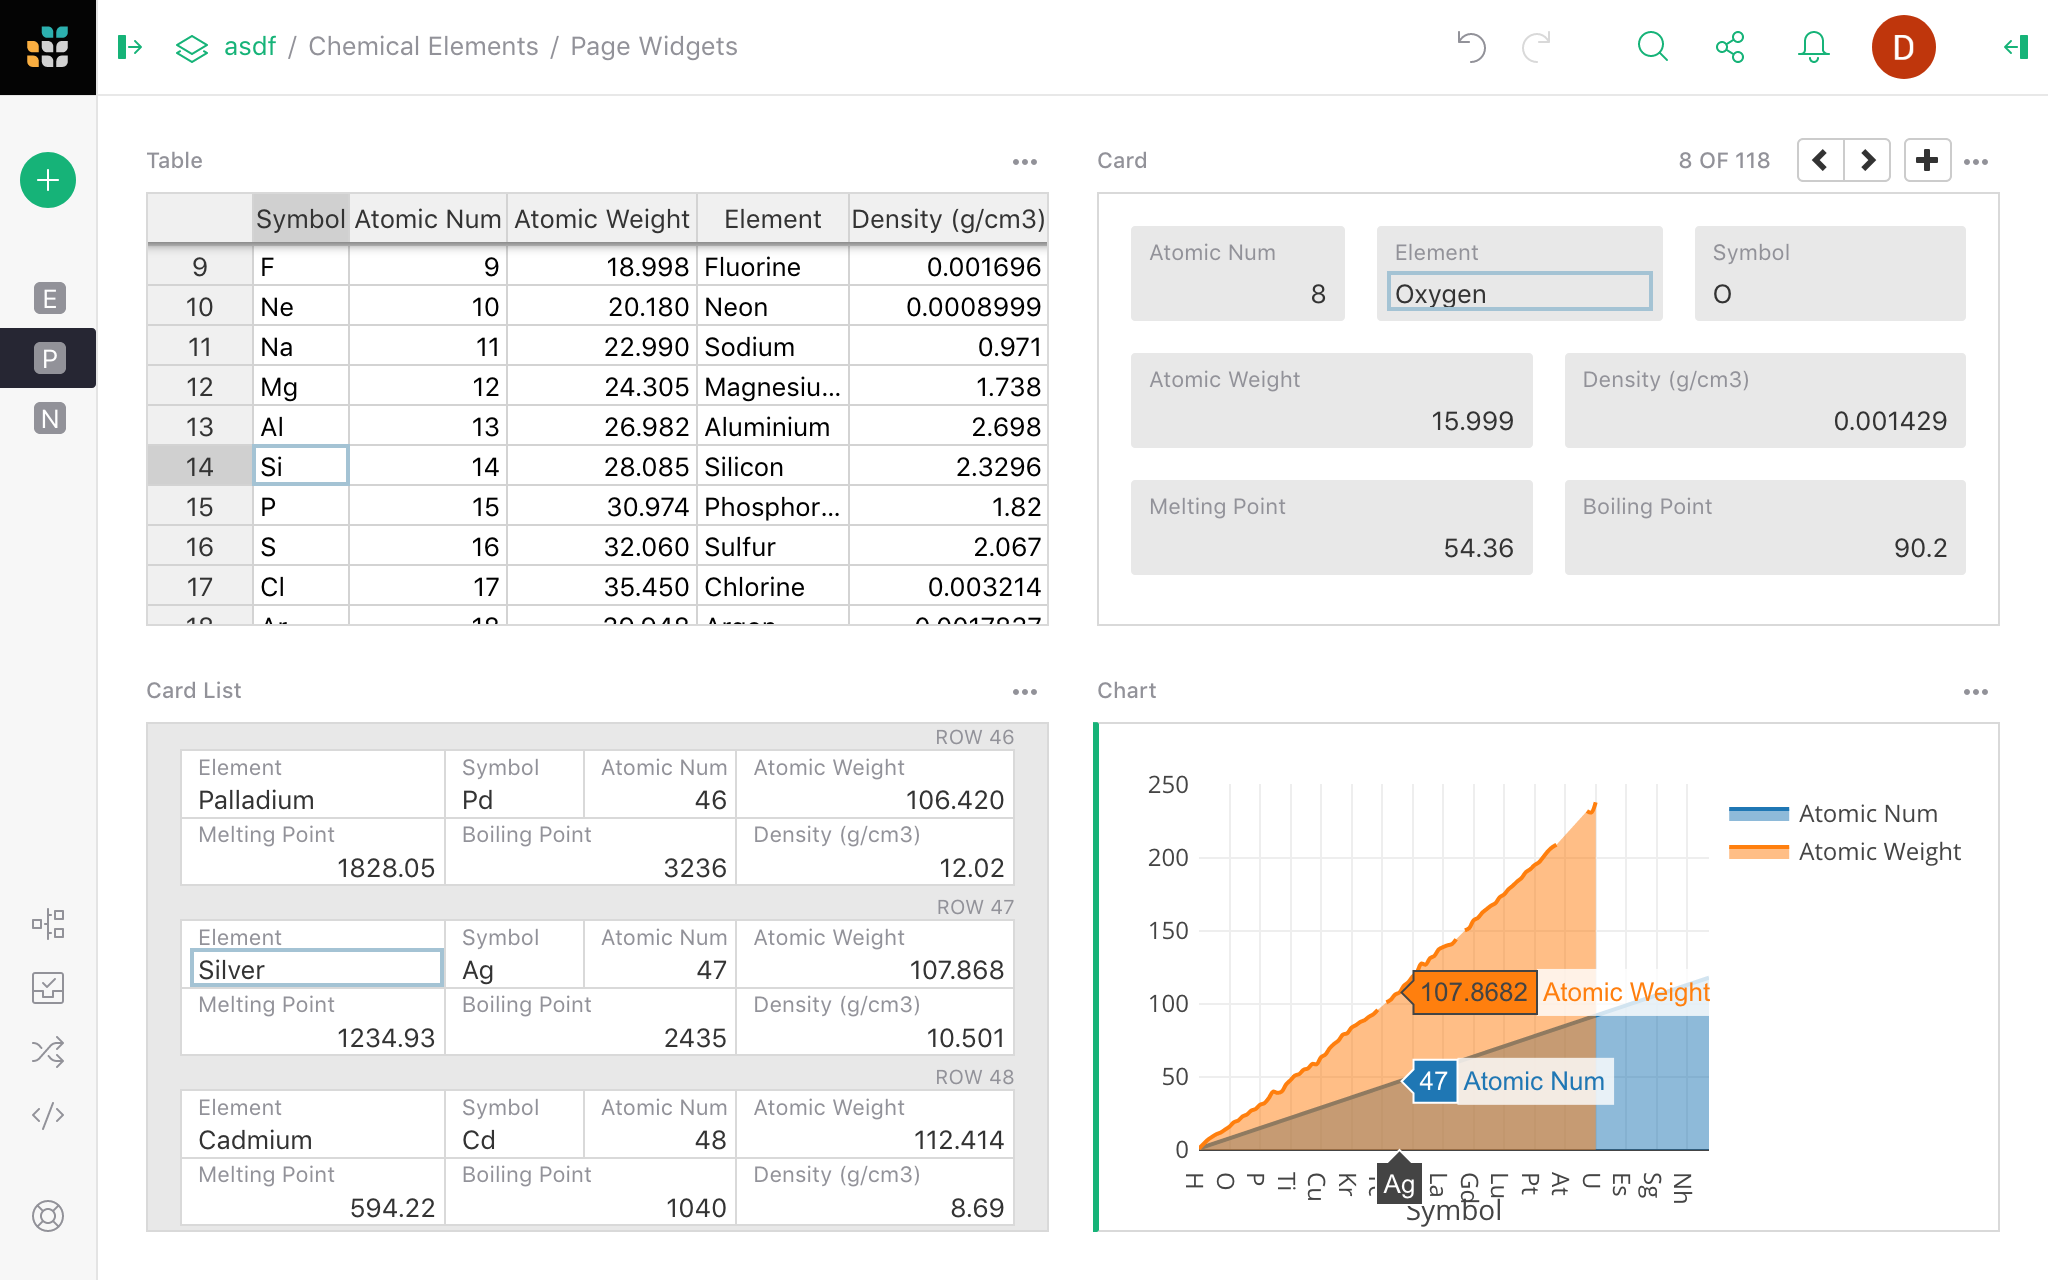 asdf / Chemical Elements / Page Widgets
D
E
P
N
Table
Symbol Atomic Num Atomic Weight Element Density (g/cm3)
9 F 9 18.998 Fluorine 0.001696
10 Ne 10 20.180 Neon 0.0008999
11 Na 11 22.990 Sodium 0.971
12 Mg 12 24.305 Magnesiu... 1.738
13 Al 13 26.982 Aluminium 2.698
14 Si 14 28.085 Silicon 2.3296
15 P 15 30.974 Phosphor... 1.82
16 S 16 32.060 Sulfur 2.067
17 Cl 17 35.450 Chlorine 0.003214
18 Ar 18 39.948 Argon 0.0017837
Card 8 OF 118
Atomic Num Element Symbol
8 Oxygen O
Atomic Weight Density (g/cm3)
15.999 0.001429
Melting Point Boiling Point
54.36 90.2
Card List
ROW 46
Element Symbol Atomic Num Atomic Weight
Palladium Pd 46 106.420
Melting Point Boiling Point Density (g/cm3)
1828.05 3236 12.02
ROW 47
Element Symbol Atomic Num Atomic Weight
Silver Ag 47 107.868
Melting Point Boiling Point Density (g/cm3)
1234.93 2435 10.501
ROW 48
Element Symbol Atomic Num Atomic Weight
Cadmium Cd 48 112.414
Melting Point Boiling Point Density (g/cm3)
594.22 1040 8.69
Chart
250
200
150
100
50
0
Atomic Num
Atomic Weight
107.8682 Atomic Weight
47 Atomic Num
H O P Ti Cu Kr Ag La Gd Lu Pt At U Es Sg Nh
Symbol